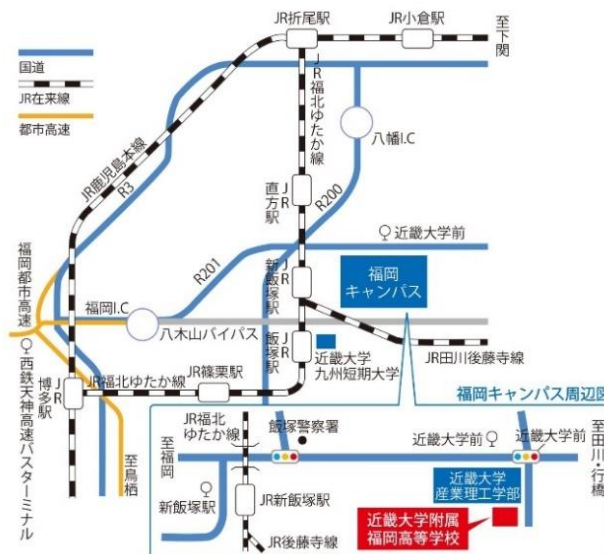 JR折尾駅
JR小倉駅
至下関
国道
JR在来線
都市高速
JR鹿児島本線
R3
JR福北ゆたか線
八幡I.C
JR
直方駅
R200
近畿大学前
R201
JR
新飯塚駅
福岡
キャンパス
福岡都市高速
福岡I.C
八木山バイパス
JR
飯塚駅
近畿大学
九州短期大学
JR田川後藤寺線
西鉄天神高速バスターミナル
JR
博多駅
JR福北ゆたか線
JR篠栗駅
至鳥栖
福岡キャンパス周辺図
JR福北
ゆたか線
飯塚警察署
近畿大学前
近畿大学前
至福岡
至田川・行橋
新飯塚駅
JR新飯塚駅
JR後藤寺線
近畿大学
産業理工学部
近畿大学附属
福岡高等学校